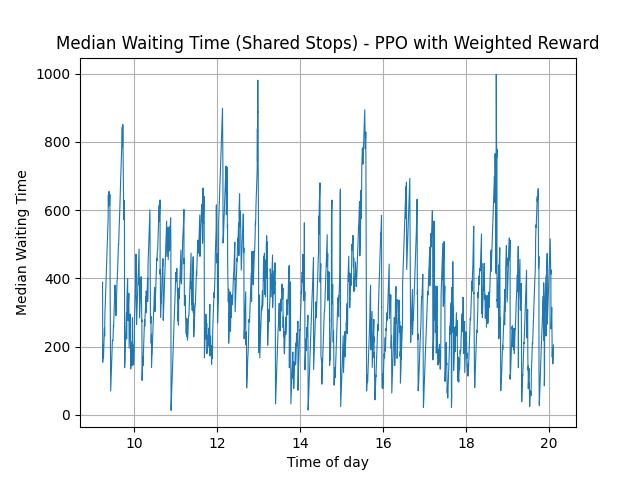 Median Waiting Time (Shared Stops) - PPO with Weighted Reward
1000
800
600
400
200
0
Median Waiting Time
10 12 14 16 18 20
Time of day